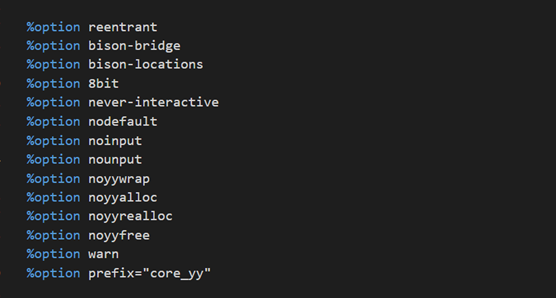 %option reentrant
%option bison-bridge
%option bison-locations
%option 8bit
%option never-interactive
%option nodefault
%option noinput
%option nounput
%option noyywrap
%option noyyalloc
%option noyyrealloc
%option noyyfree
%option warn
%option prefix="core_yy"